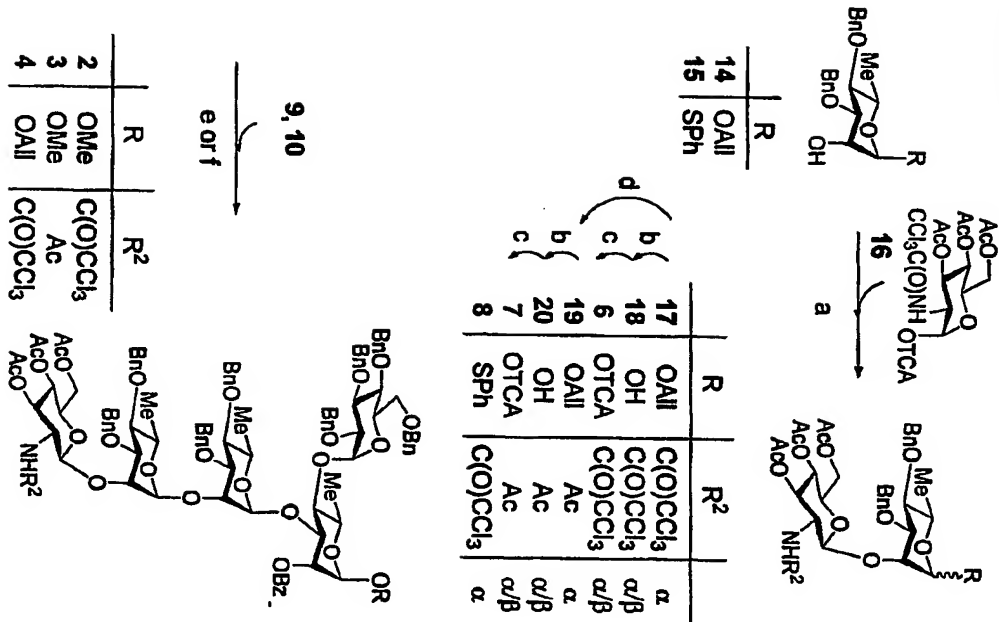 BnO
Me
BnO
O
OH
R
R
14 OAll
15 SPh
AcO
AcO
AcO
O
CCl3C(O)NH
OTCA
16
a
BnO
Me
BnO
O
R
AcO
AcO
AcO
O
O
NHR2
R R2
17 OAll C(O)CCl3 α
18 OH C(O)CCl3 α/β
6 OTCA C(O)CCl3 α/β
19 OAll Ac α
20 OH Ac α/β
7 OTCA Ac α/β
8 SPh C(O)CCl3 α
b
c
b
c
d
9, 10
e or f
R R2
2 OMe C(O)CCl3
3 OMe Ac
4 OAll C(O)CCl3
OBn
BnO
BnO
BnO
O
O
Me
O
OR
OBz
O
BnO
Me
BnO
O
O
BnO
Me
BnO
O
O
AcO
AcO
AcO
O
NHR2